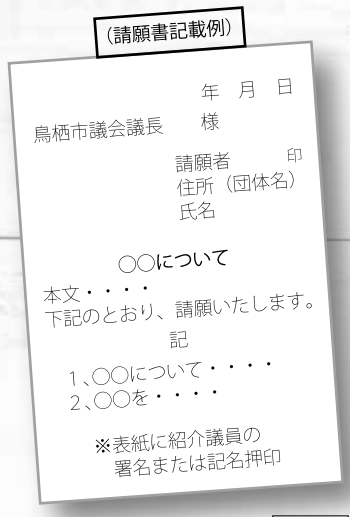 （請願書記載例）
年　月　日
鳥栖市議会議長　　様
請願者　　　印
住所（団体名）
氏名
○○について
本文・・・・
下記のとおり、請願いたします。
記
1、○○について・・・・
2、○○を・・・・
※表紙に紹介議員の
署名または記名押印